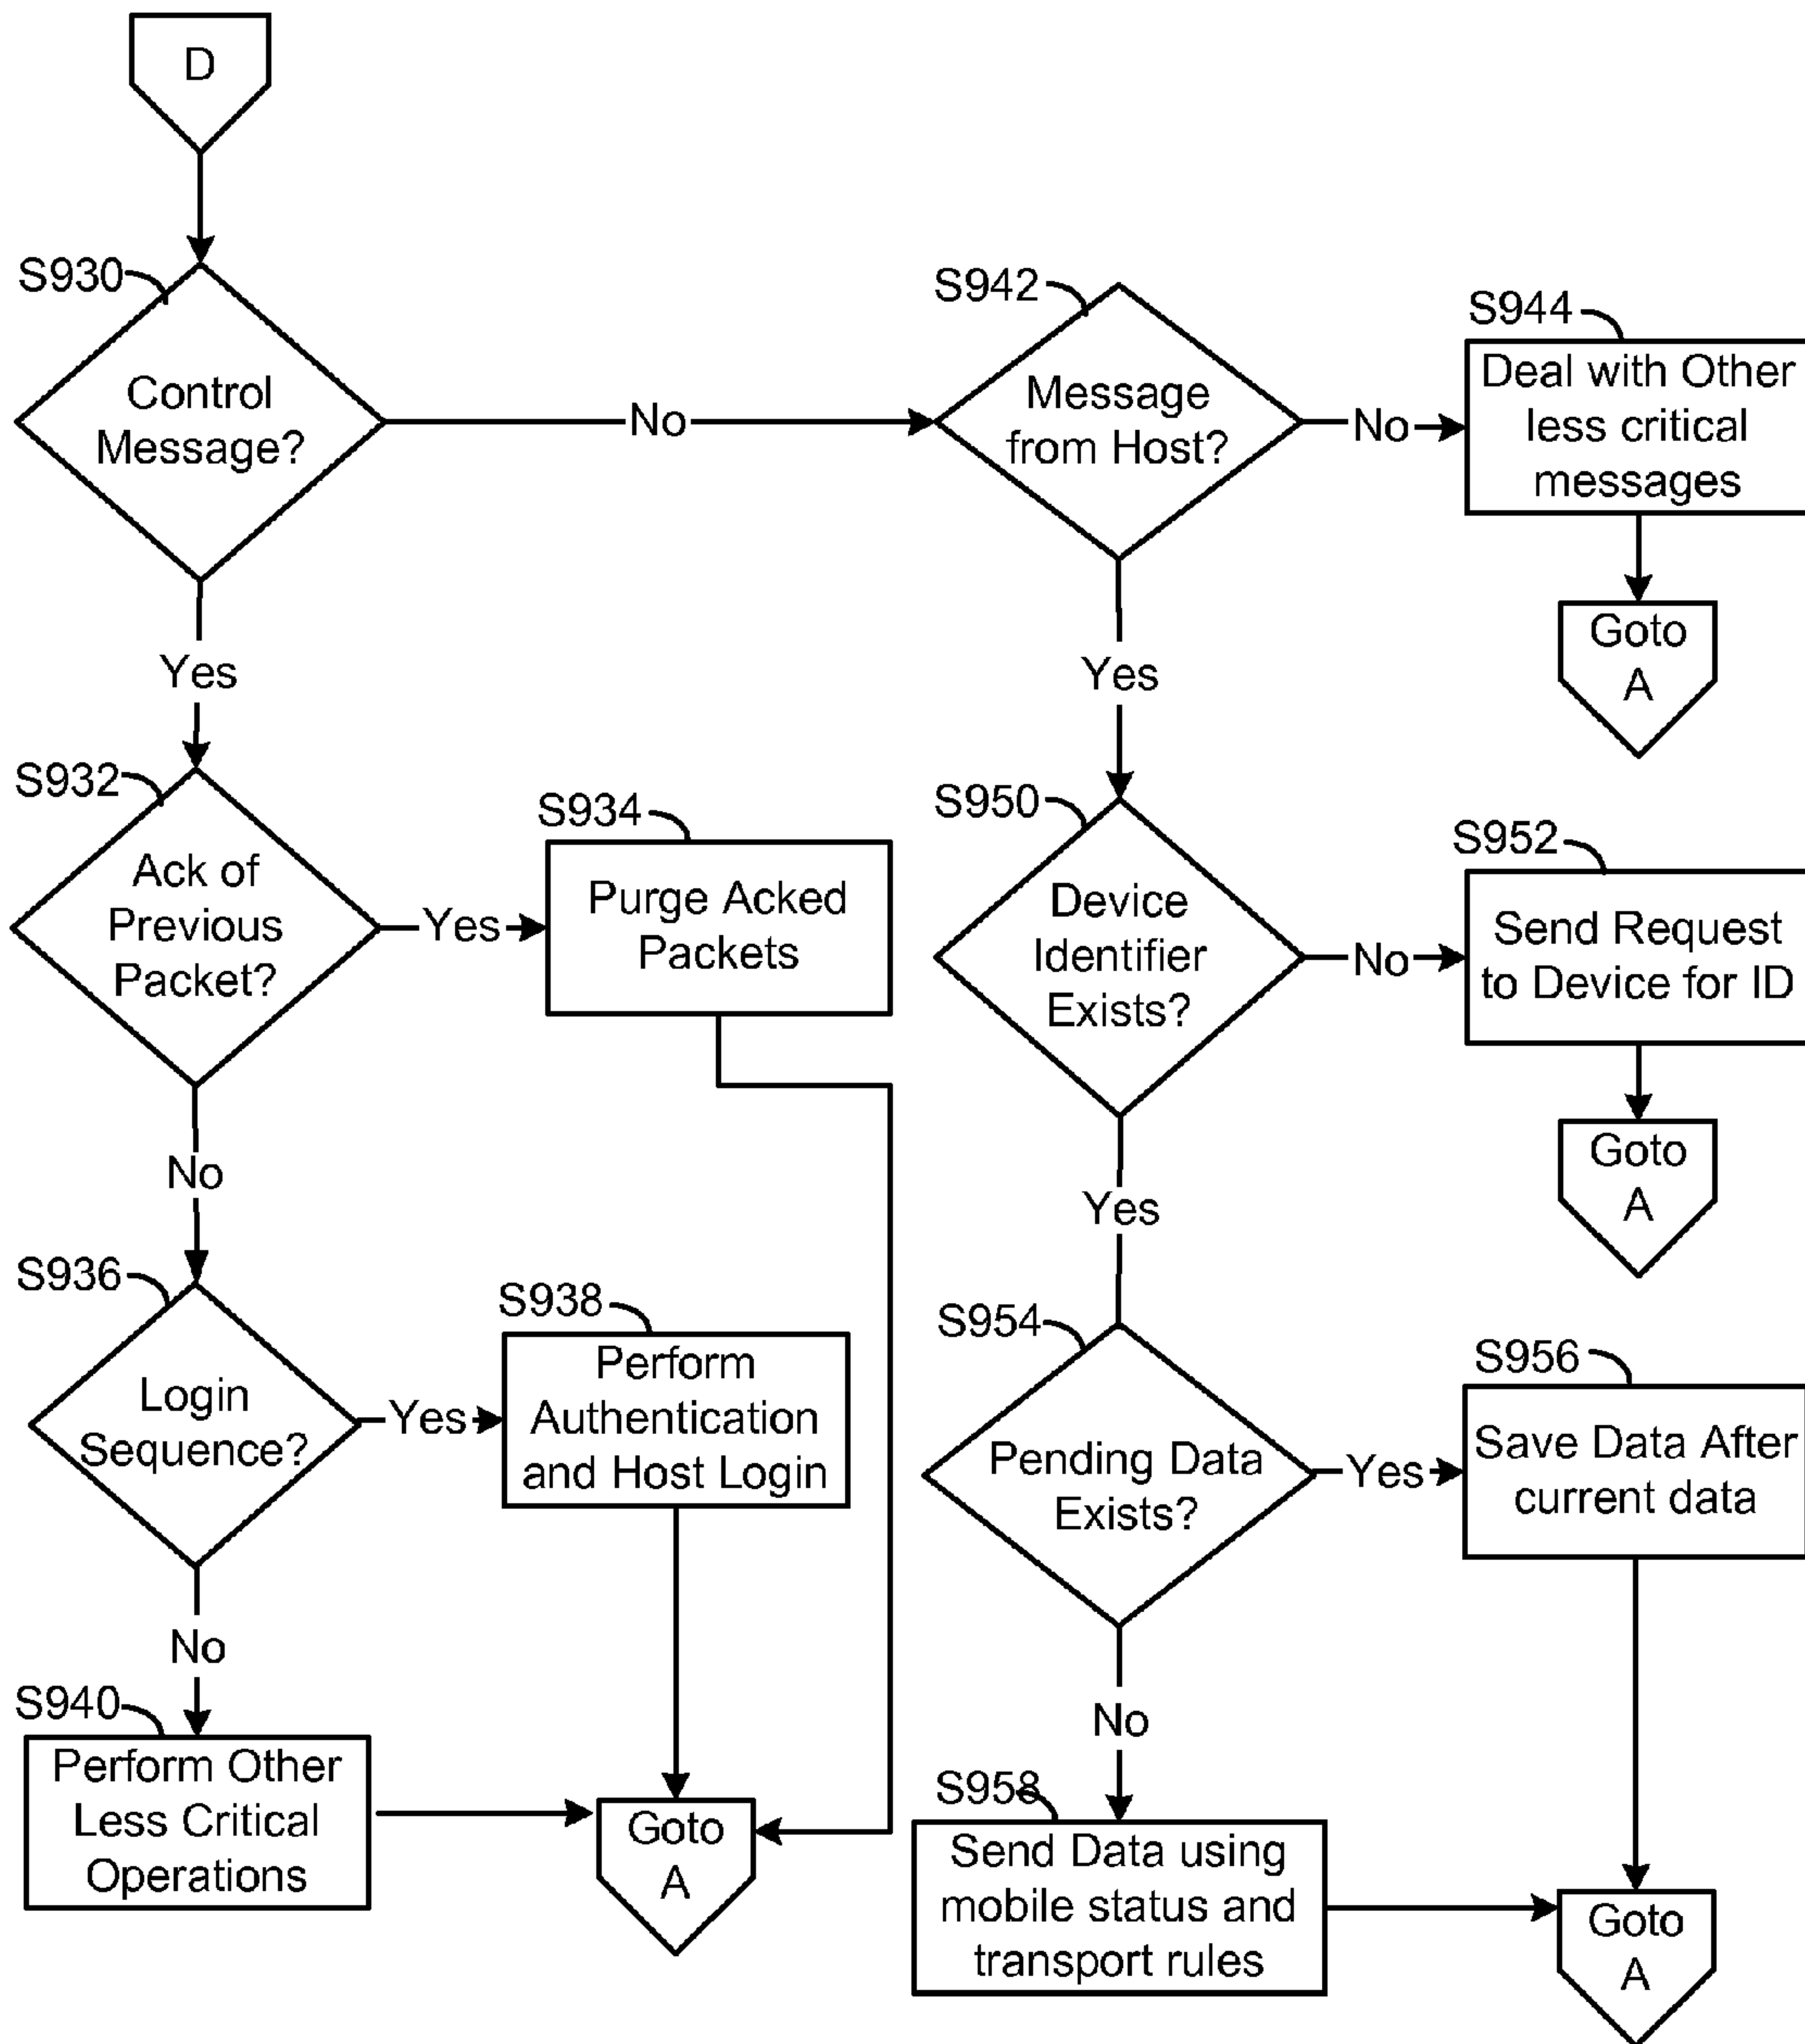 D
S930
Control
Message?
No
Yes
S942
Message
from Host?
No
Yes
S944
Deal with Other
less critical
messages
Goto
A
S932
Ack of
Previous
Packet?
Yes
No
S934
Purge Acked
Packets
S950
Device
Identifier
Exists?
No
Yes
S952
Send Request
to Device for ID
Goto
A
S936
Login
Sequence?
Yes
No
S938
Perform
Authentication
and Host Login
S954
Pending Data
Exists?
Yes
No
S956
Save Data After
current data
S940
Perform Other
Less Critical
Operations
Goto
A
S958
Send Data using
mobile status and
transport rules
Goto
A